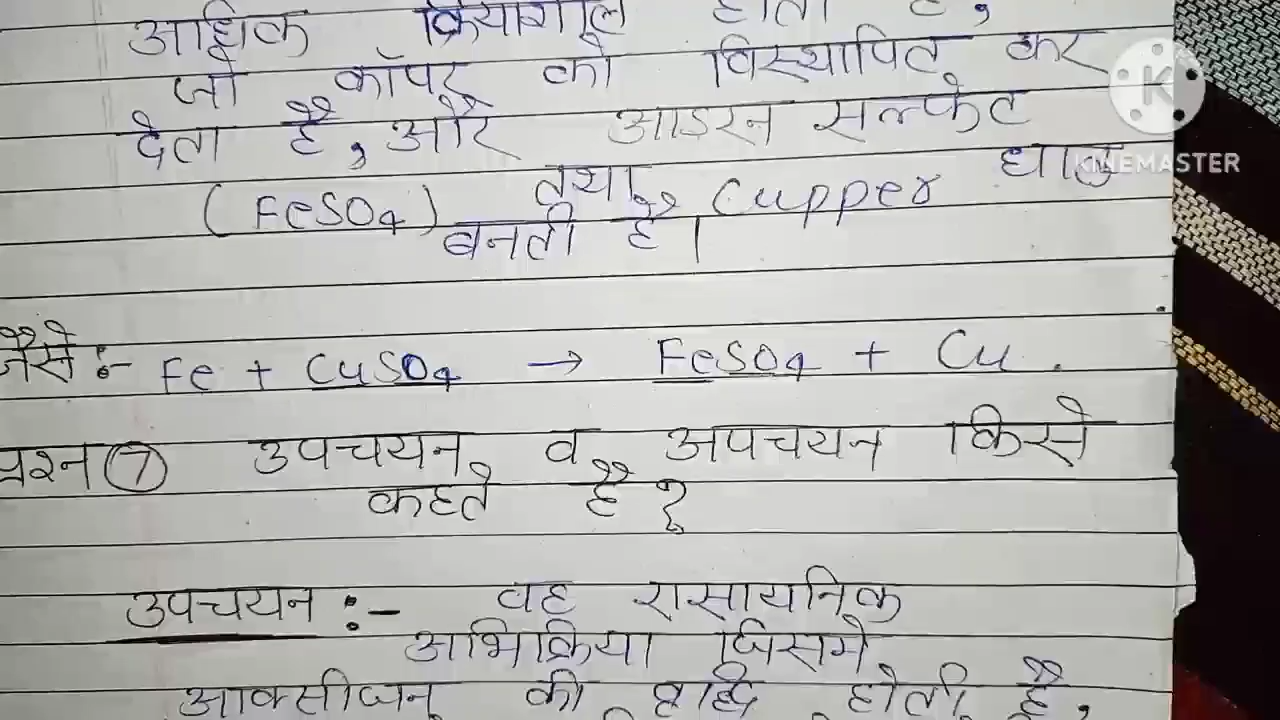 अधिक क्रियाशील होता है,
जो कॉपर को विस्थापित कर
देता है, और आइरन सल्फेट
(FeSO4) तथा Cupper धातु
बनती है।
जैसे :- Fe + CuSO4 → FeSO4 + Cu.
प्रश्न 7 उपचयन व अपचयन किसे
कहते है?
उपचयन :- वह रासायनिक
अभिक्रिया जिसमे
आक्सीजन की वृद्धि होती है,
K
KINEMASTER